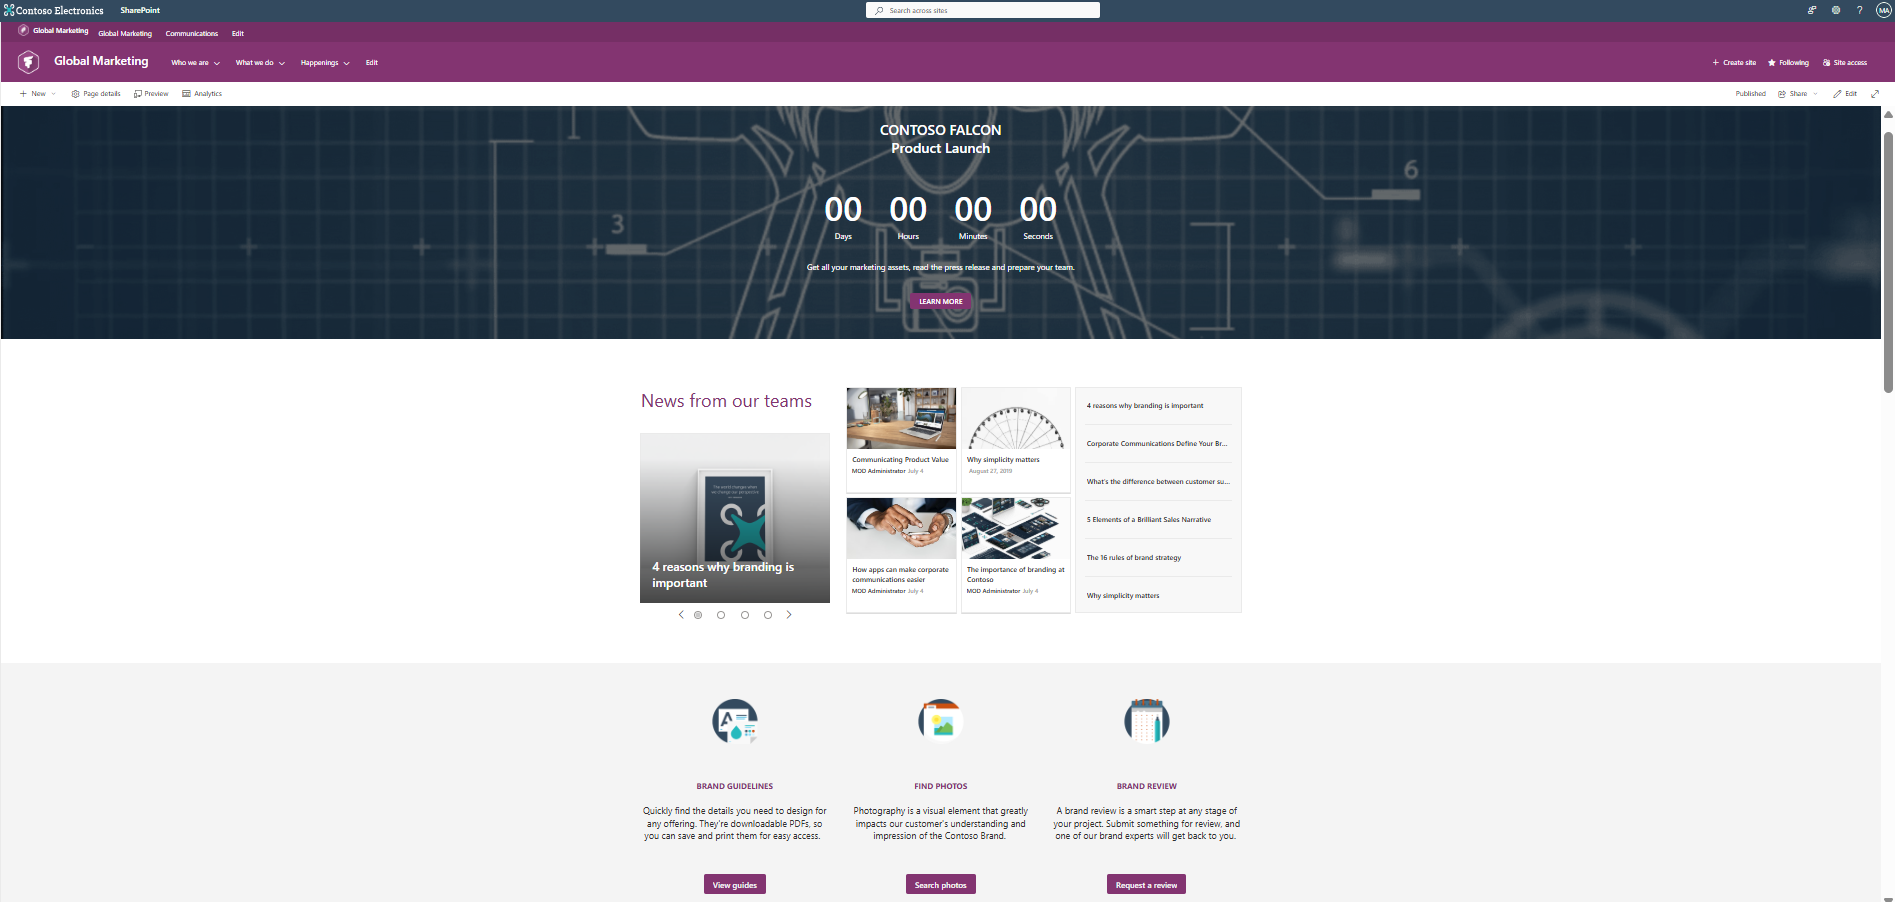 Contoso Electronics
SharePoint
Search across sites
MA
Global Marketing
Global Marketing
Communications
Edit
Global Marketing
Who we are
What we do
Happenings
Edit
Create site
Following
Site access
New
Page details
Preview
Analytics
Published
Share
Edit
CONTOSO FALCON
Product Launch
3
6
00 00 00 00
Days Hours Minutes Seconds
Get all your marketing assets, read the press release and prepare your team.
LEARN MORE
News from our teams
The world changes when
we change our perspective
4 reasons why branding is
important
Communicating Product Value
MOD Administrator July 4
Why simplicity matters
August 27, 2019
How apps can make corporate
communications easier
MOD Administrator July 4
The importance of branding at
Contoso
MOD Administrator July 4
4 reasons why branding is important
Corporate Communications Define Your Br...
What's the difference between customer su...
5 Elements of a Brilliant Sales Narrative
The 16 rules of brand strategy
Why simplicity matters
BRAND GUIDELINES
Quickly find the details you need to design for
any offering. They're downloadable PDFs, so
you can save and print them for easy access.
View guides
FIND PHOTOS
Photography is a visual element that greatly
impacts our customer's understanding and
impression of the Contoso Brand.
Search photos
BRAND REVIEW
A brand review is a smart step at any stage of
your project. Submit something for review, and
one of our brand experts will get back to you.
Request a review